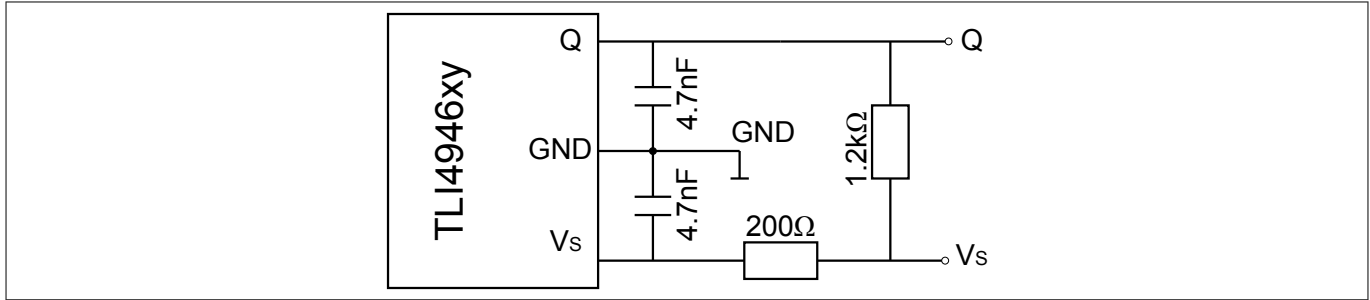 TLI4946xy
Q
4.7nF
Q
GND
GND
1.2kΩ
4.7nF
200Ω
VS
VS